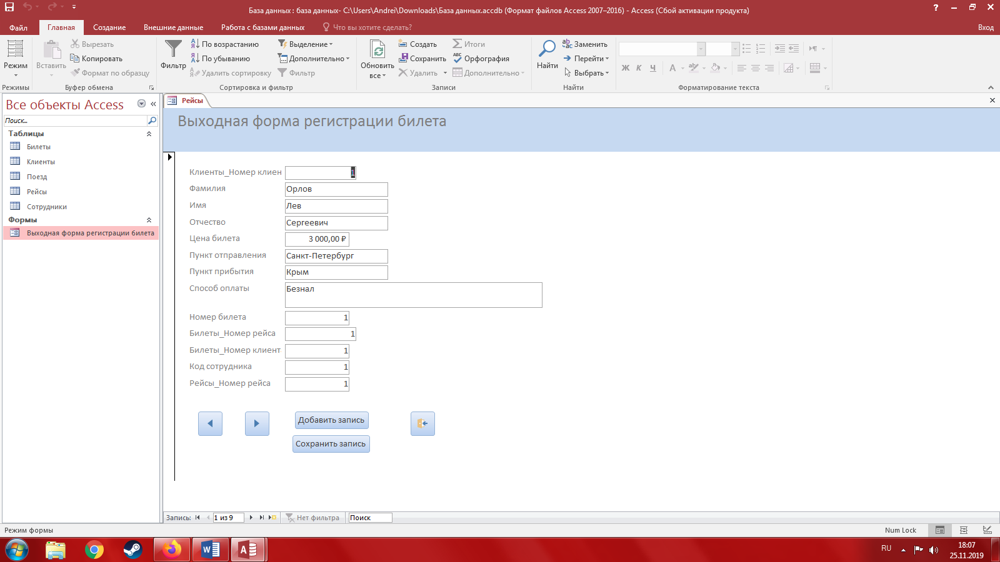 База данных : база данных- C:\Users\Andrei\Downloads\База данных.accdb (Формат файлов Access 2007–2016) - Access (Сбой активации продукта)
Файл Главная Создание Внешние данные Работа с базами данных Что вы хотите сделать? Вход
Режим
Режимы
Вставить
Вырезать
Копировать
Формат по образцу
Буфер обмена
Фильтр
По возрастанию
По убыванию
Удалить сортировку
Выделение
Дополнительно
Фильтр
Сортировка и фильтр
Обновить
все
Создать
Сохранить
Удалить
Итоги
Орфография
Дополнительно
Записи
Найти
Заменить
Перейти
Выбрать
Найти
Ж К Ч А
Форматирование текста
Все объекты Access
Поиск...
Таблицы
Билеты
Клиенты
Поезд
Рейсы
Сотрудники
Формы
Выходная форма регистрации билета
Рейсы
Выходная форма регистрации билета
Клиенты_Номер клиен 1
Фамилия Орлов
Имя Лев
Отчество Сергеевич
Цена билета 3 000,00 ₽
Пункт отправления Санкт-Петербург
Пункт прибытия Крым
Способ оплаты Безнал
Номер билета 1
Билеты_Номер рейса 1
Билеты_Номер клиент 1
Код сотрудника 1
Рейсы_Номер рейса 1
Добавить запись
Сохранить запись
Запись: 1 из 9 Нет фильтра Поиск
Режим формы Num Lock
RU 18:07
25.11.2019